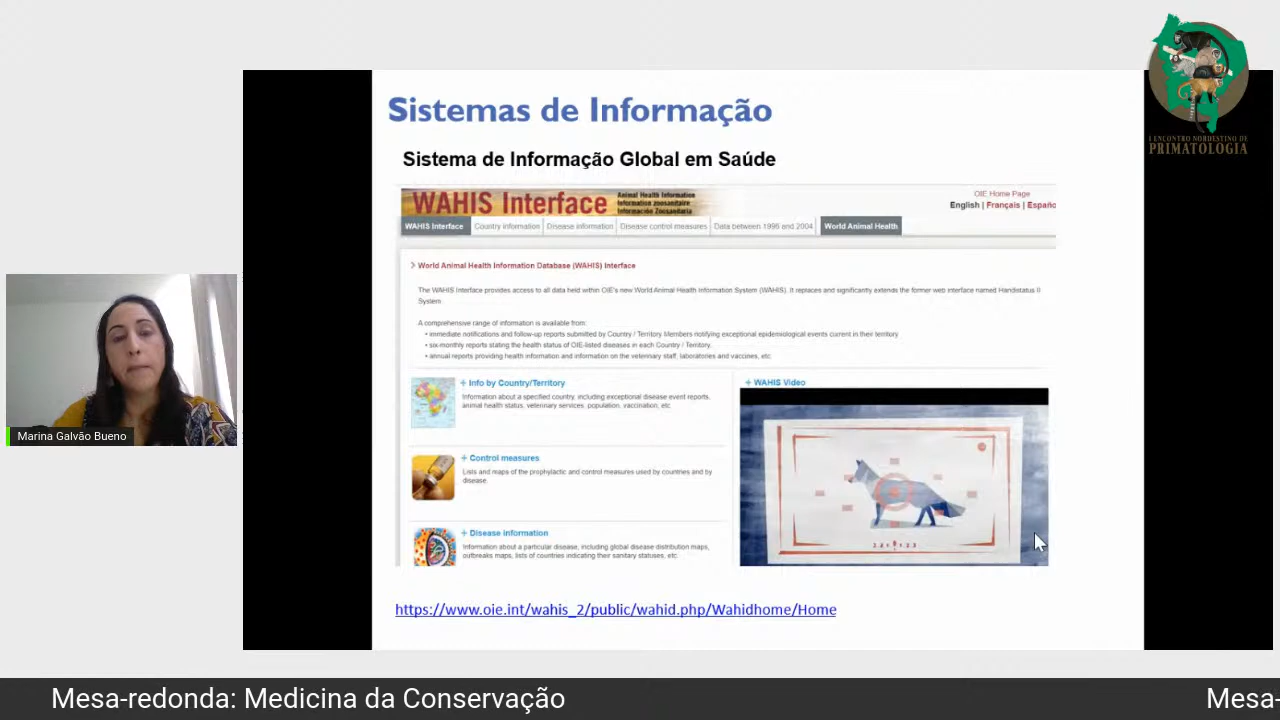 I ENCONTRO NORDESTINO DE
PRIMATOLOGIA
Sistemas de Informação
Sistema de Informação Global em Saúde
WAHIS Interface
Animal Health Information
Information zoosanitaire
Información Zoosanitaria
OIE Home Page
English | Français | Españo
WAHIS Interface
Country information
Disease information
Disease control measures
Data between 1996 and 2004
World Animal Health
World Animal Health Information Database (WAHIS) Interface
The WAHIS Interface provides access to all data held within OIE's new World Animal Health Information System (WAHIS). It replaces and significantly extends the former web interface named Handistatus II
System.
A comprehensive range of information is available from:
• immediate notifications and follow-up reports submitted by Country / Territory Members notifying exceptional epidemiological events current in their territory
• six-monthly reports stating the health status of OIE-listed diseases in each Country / Territory.
• annual reports providing health information and information on the veterinary staff, laboratories and vaccines, etc.
+ Info by Country/Territory
Information about a specified country, including exceptional disease event reports,
animal health status, veterinary services, population, vaccination, etc
+ WAHIS Video
+ Control measures
Lists and maps of the prophylactic and control measures used by countries and by
disease.
+ Disease information
Information about a particular disease, including global disease distribution maps,
outbreaks maps, lists of countries indicating their sanitary statuses, etc.
https://www.oie.int/wahis_2/public/wahid.php/Wahidhome/Home
Marina Galvão Bueno
Mesa-redonda: Medicina da Conservação
Mesa-